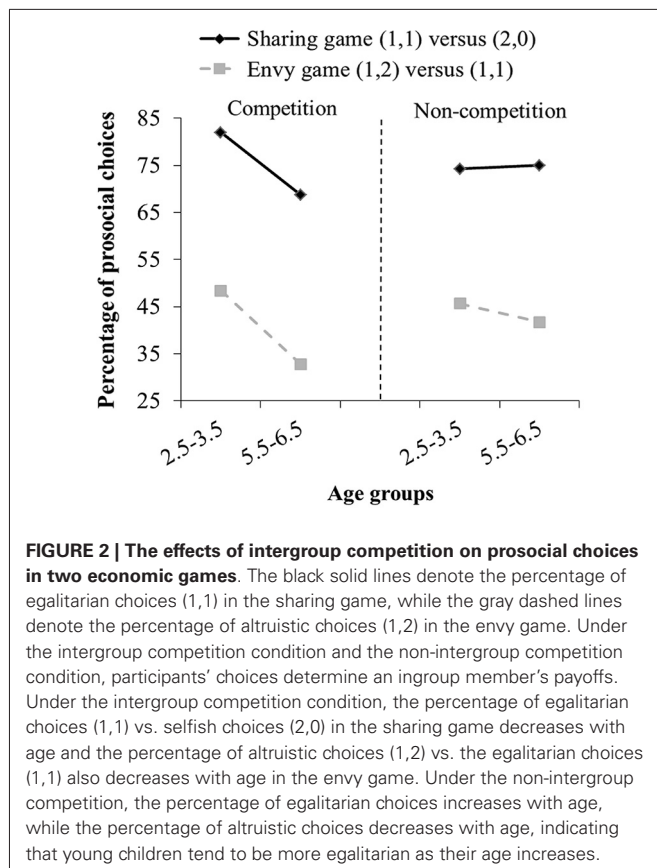 Sharing game (1,1) versus (2,0)
Envy game (1,2) versus (1,1)
Competition
Non-competition
Percentage of prosocial choices
85
75
65
55
45
35
25
2.5-3.5
5.5-6.5
2.5-3.5
5.5-6.5
Age groups
FIGURE 2 | The effects of intergroup competition on prosocial choices
in two economic games. The black solid lines denote the percentage of
egalitarian choices (1,1) in the sharing game, while the gray dashed lines
denote the percentage of altruistic choices (1,2) in the envy game. Under
the intergroup competition condition and the non-intergroup competition
condition, participants' choices determine an ingroup member's payoffs.
Under the intergroup competition condition, the percentage of egalitarian
choices (1,1) vs. selfish choices (2,0) in the sharing game decreases with
age and the percentage of altruistic choices (1,2) vs. the egalitarian choices
(1,1) also decreases with age in the envy game. Under the non-intergroup
competition, the percentage of egalitarian choices increases with age,
while the percentage of altruistic choices decreases with age, indicating
that young children tend to be more egalitarian as their age increases.